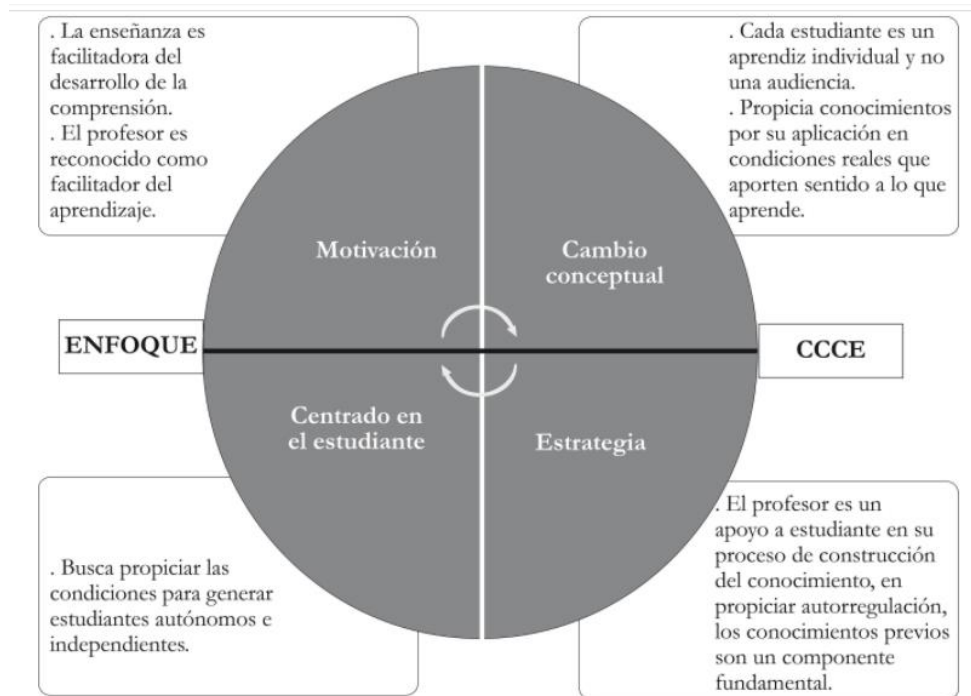 . La enseñanza es
facilitadora del
desarrollo de la
comprensión.
. El profesor es
reconocido como
facilitador del
aprendizaje.
. Cada estudiante es un
aprendiz individual y no
una audiencia.
. Propicia conocimientos
por su aplicación en
condiciones reales que
aporten sentido a lo que
aprende.
Motivación
Cambio
conceptual
ENFOQUE
CCCE
Centrado en
el estudiante
Estrategia
. Busca propiciar las
condiciones para generar
estudiantes autónomos e
independientes.
. El profesor es un
apoyo a estudiante en su
proceso de construcción
del conocimiento, en
propiciar autorregulación,
los conocimientos previos
son un componente
fundamental.